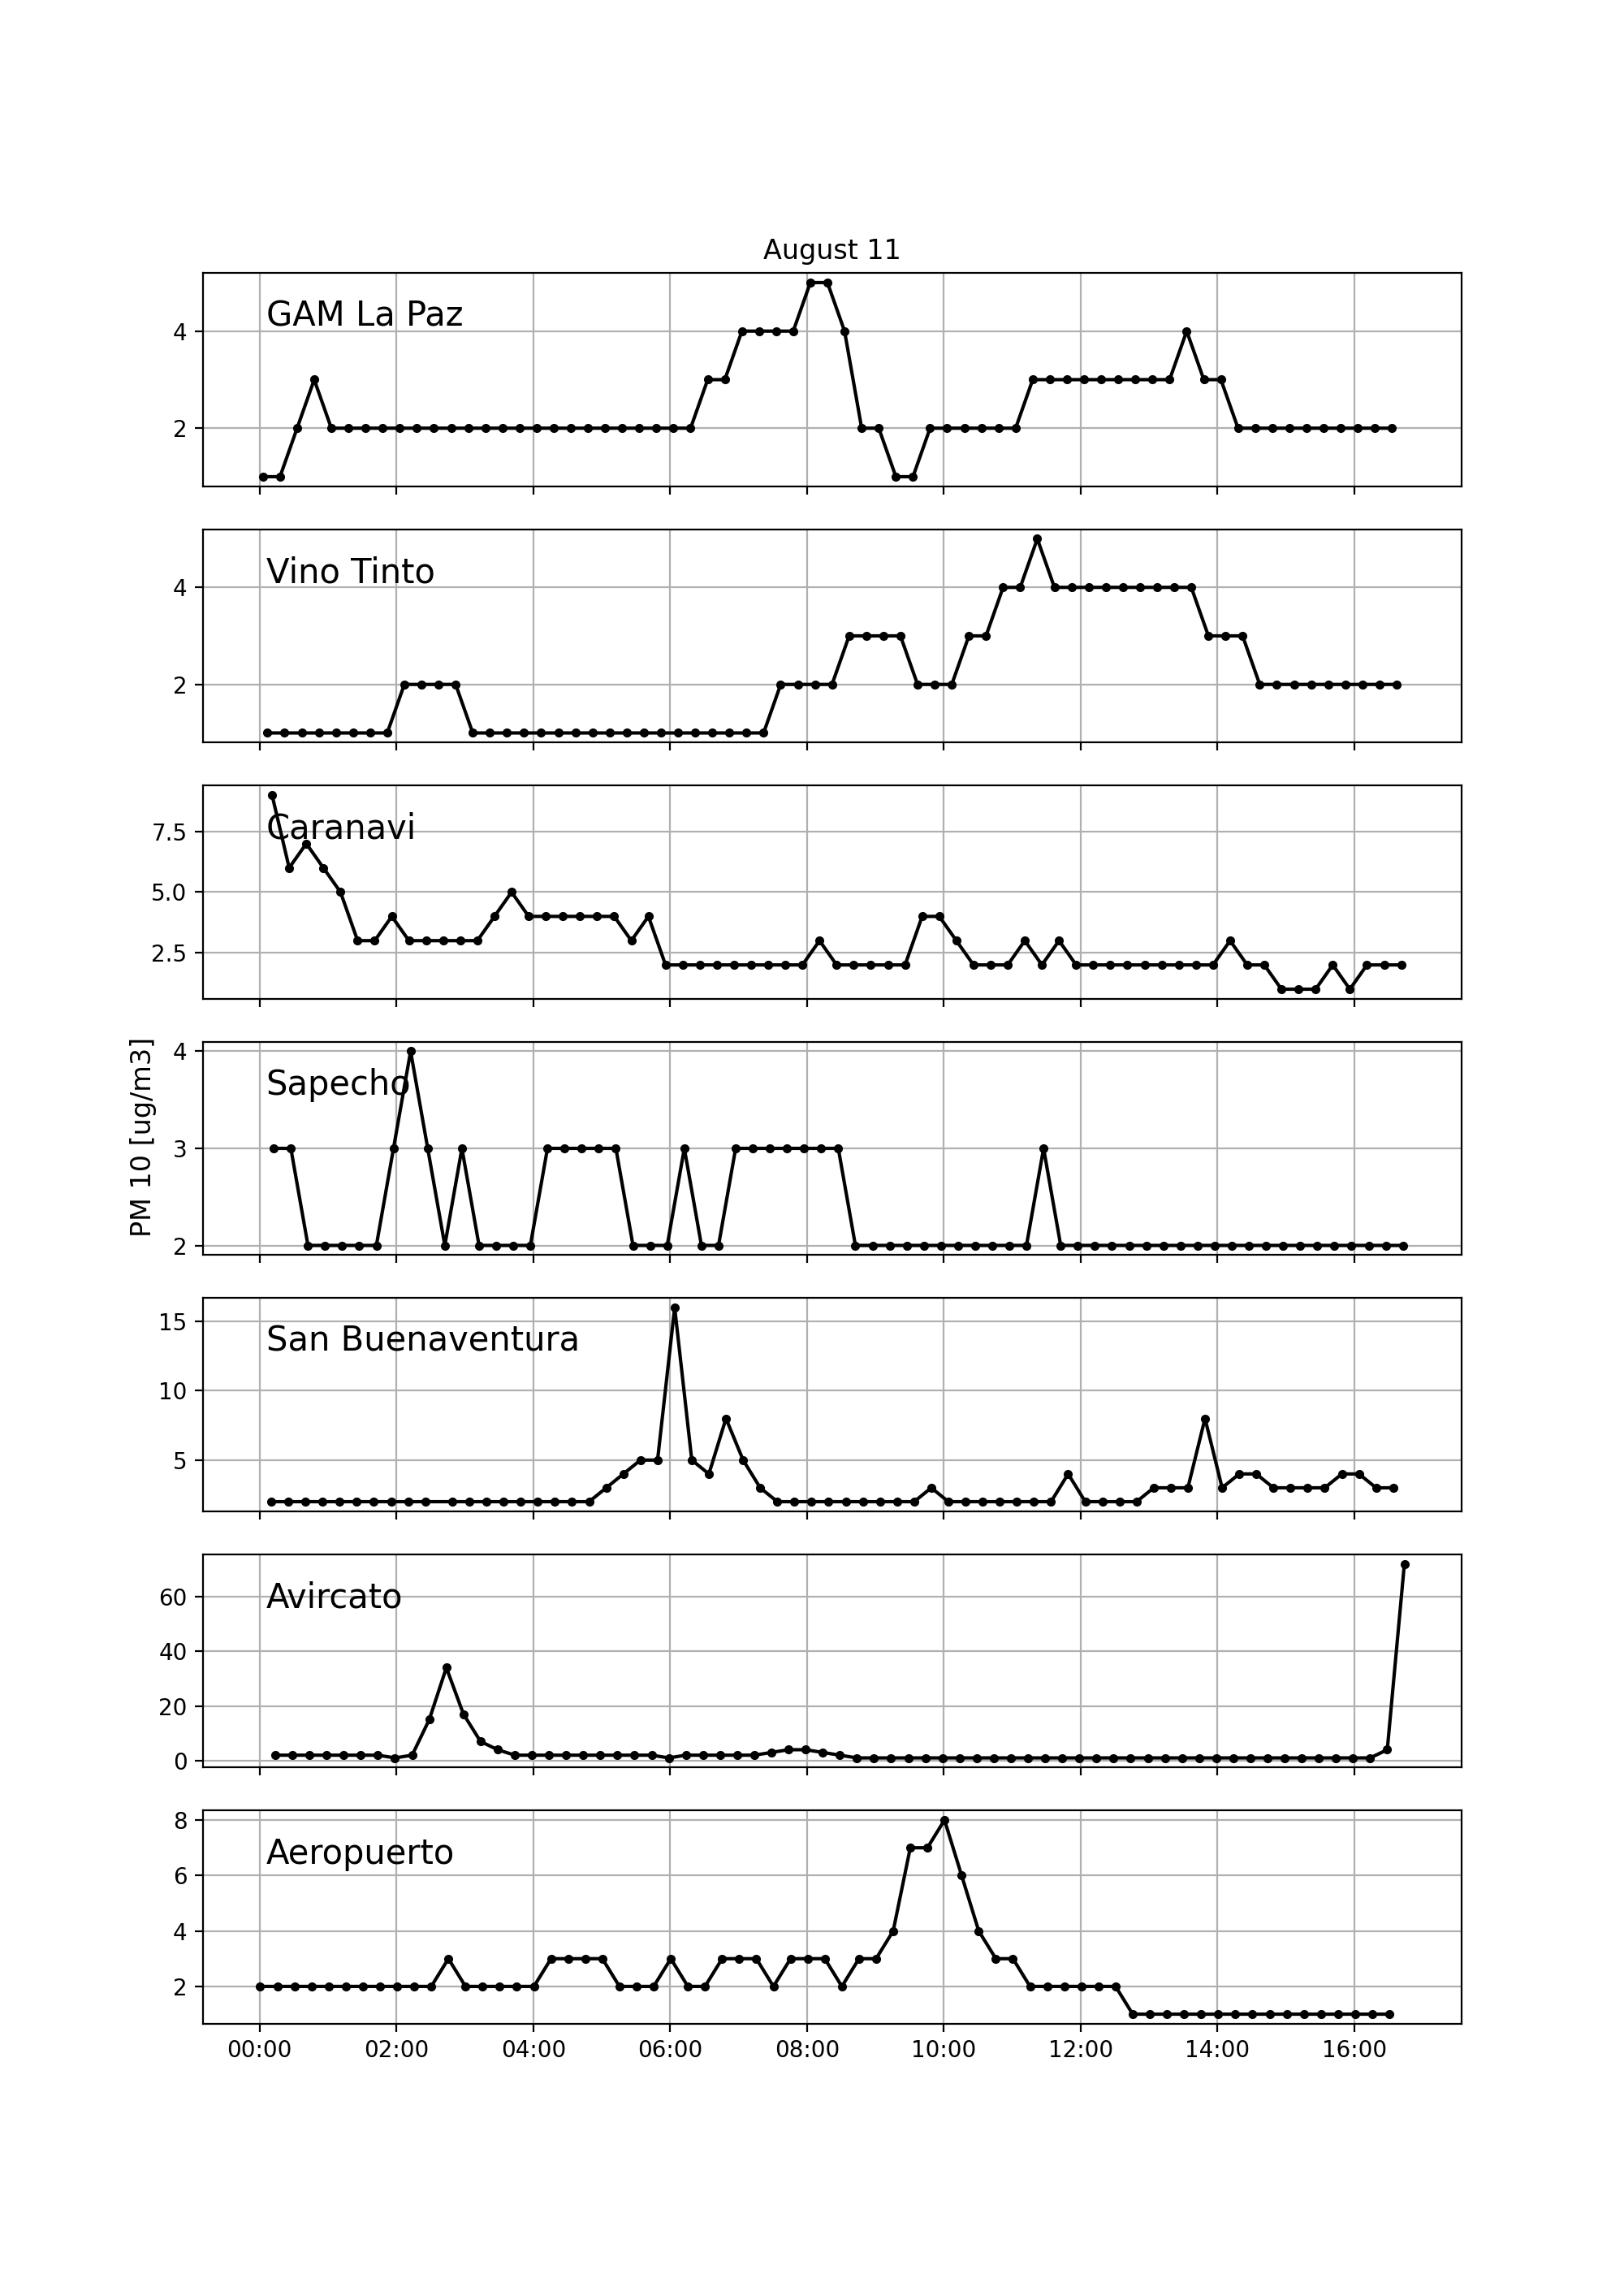 August 11
GAM La Paz
4
2
Vino Tinto
4
2
Caranavi
7.5
5.0
2.5
PM 10 [ug/m3]
Sapecho
4
3
2
San Buenaventura
15
10
5
Avircato
60
40
20
0
Aeropuerto
8
6
4
2
00:00 02:00 04:00 06:00 08:00 10:00 12:00 14:00 16:00